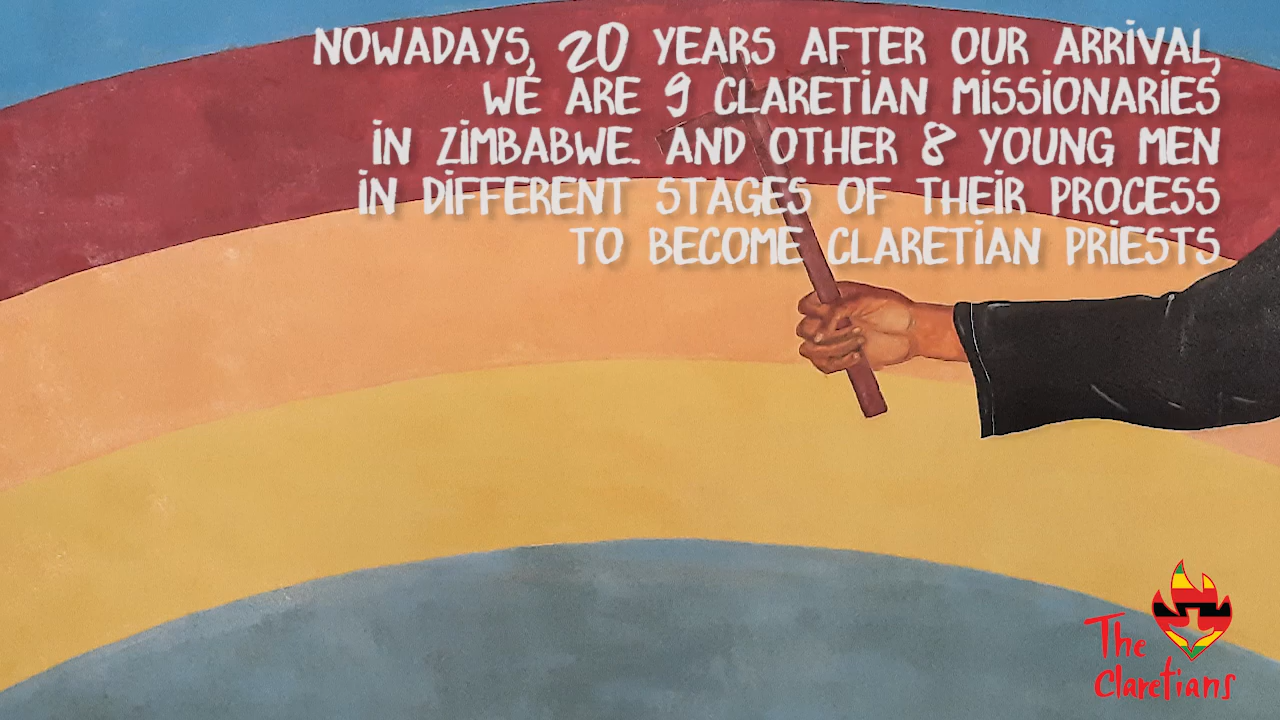 NOWADAYS, 20 YEARS AFTER OUR ARRIVAL,
WE ARE 9 CLARETIAN MISSIONARIES
IN ZIMBABWE. AND OTHER 8 YOUNG MEN
IN DIFFERENT STAGES OF THEIR PROCESS
TO BECOME CLARETIAN PRIESTS
The
Claretians